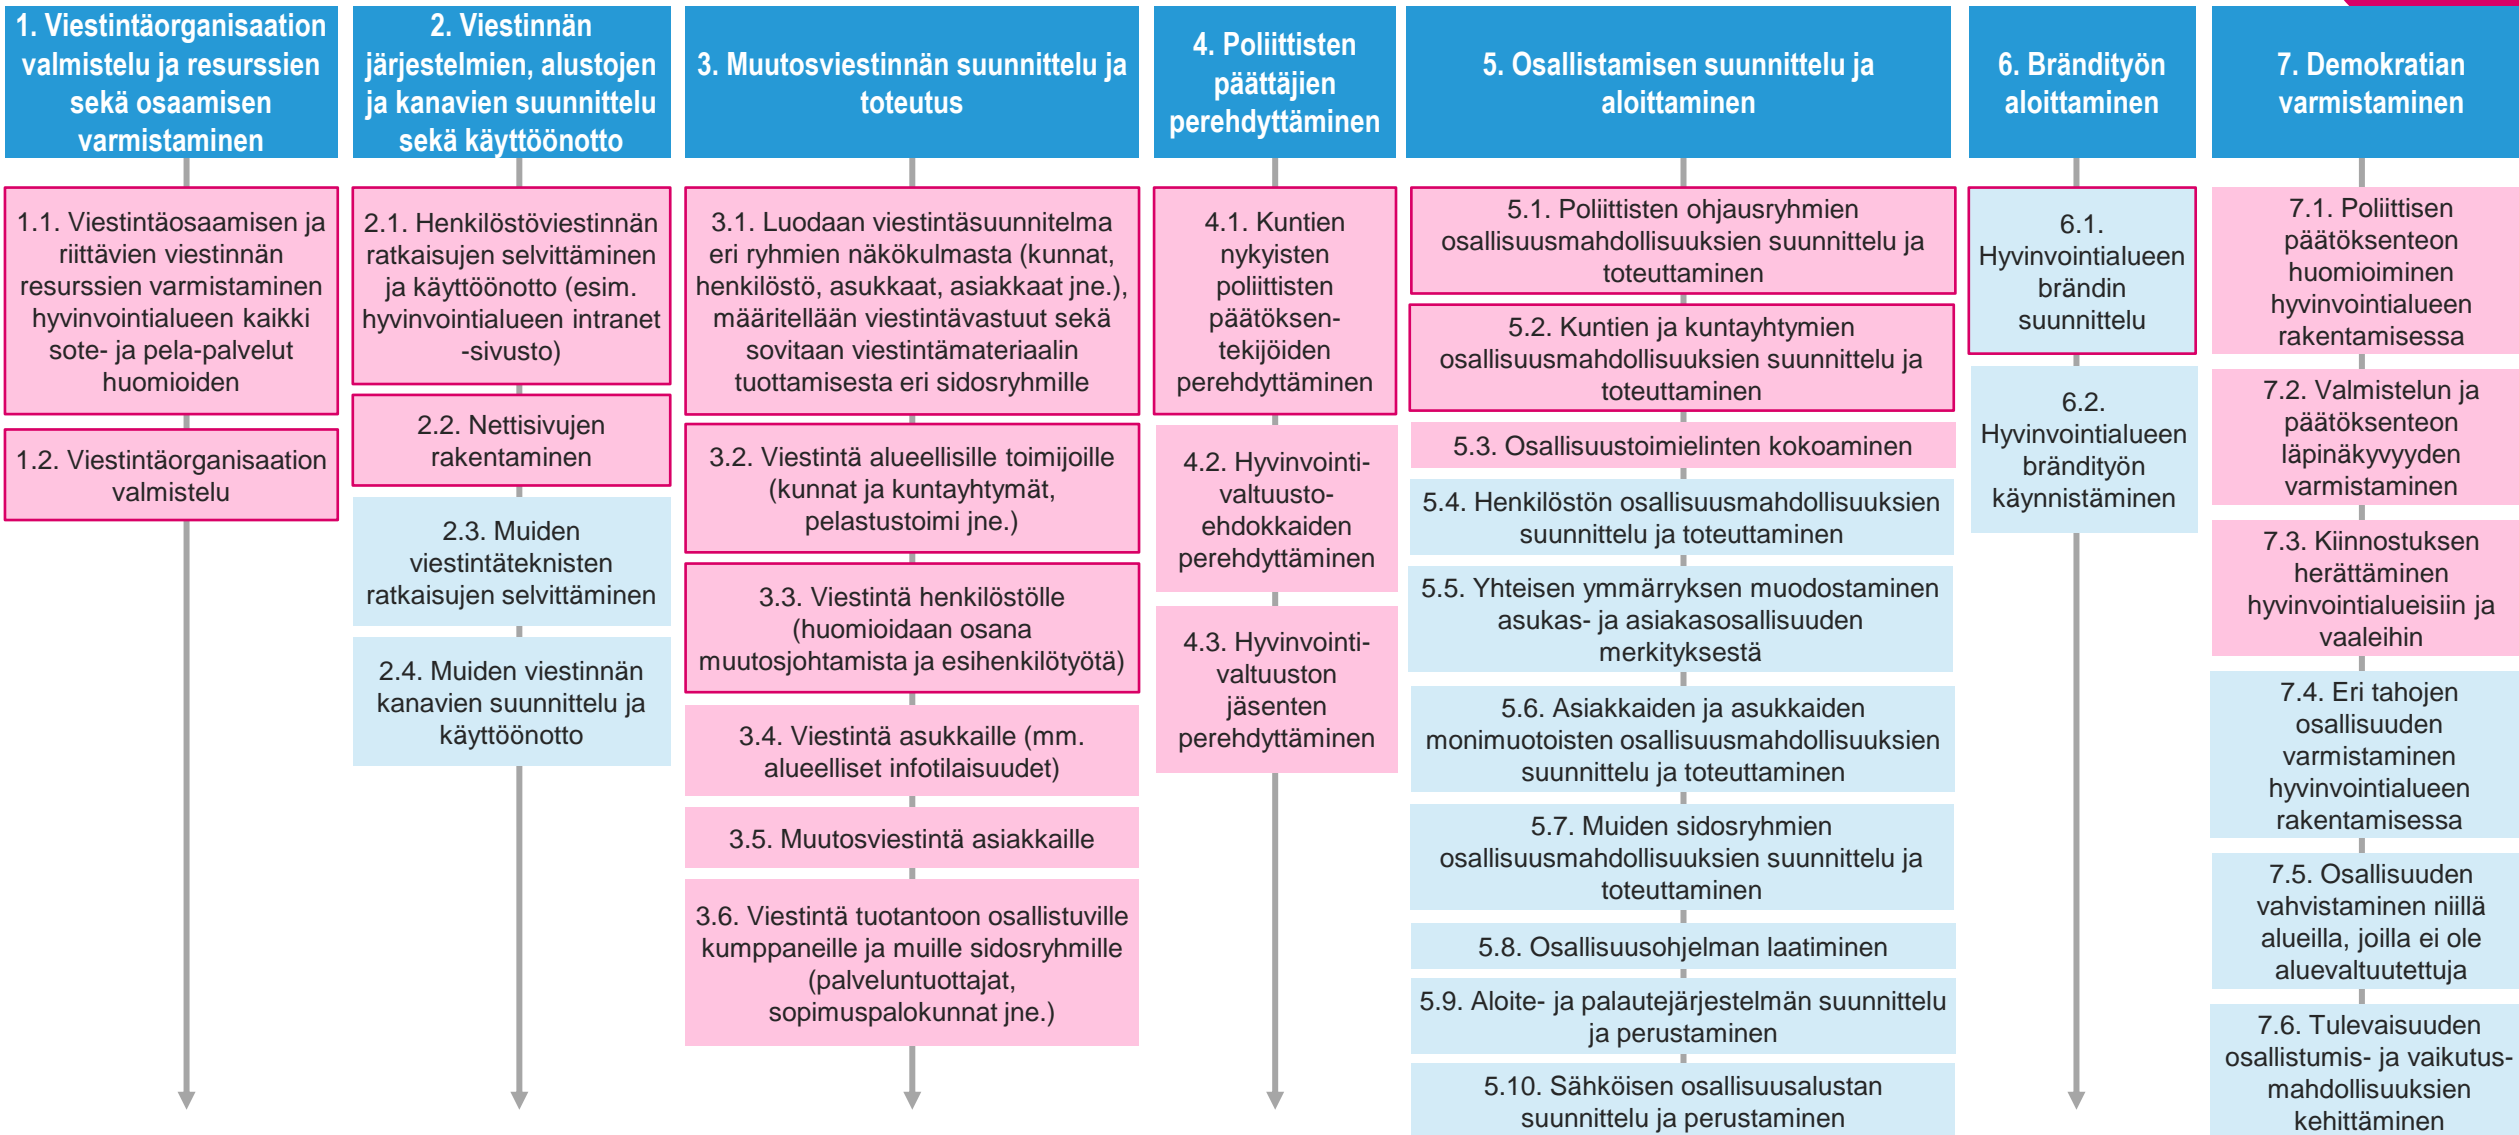 1. Viestintäorganisaation
valmistelu ja resurssien
sekä osaamisen
varmistaminen
1.1. Viestintäosaamisen ja
riittävien viestinnän
resurssien varmistaminen
hyvinvointialueen kaikki
sote- ja pela-palvelut
huomioiden
1.2. Viestintäorganisaation
valmistelu
2. Viestinnän
järjestelmien, alustojen
ja kanavien suunnittelu
sekä käyttöönotto
2.1. Henkilöstöviestinnän
ratkaisujen selvittäminen
ja käyttöönotto (esim.
hyvinvointialueen intranet
-sivusto)
2.2. Nettisivujen
rakentaminen
2.3. Muiden
viestintäteknisten
ratkaisujen selvittäminen
2.4. Muiden viestinnän
kanavien suunnittelu ja
käyttöönotto
3. Muutosviestinnän suunnittelu ja
toteutus
3.1. Luodaan viestintäsuunnitelma
eri ryhmien näkökulmasta (kunnat,
henkilöstö, asukkaat, asiakkaat jne.),
määritellään viestintävastuut sekä
sovitaan viestintämateriaalin
tuottamisesta eri sidosryhmille
3.2. Viestintä alueellisille toimijoille
(kunnat ja kuntayhtymät,
pelastustoimi jne.)
3.3. Viestintä henkilöstölle
(huomioidaan osana
muutosjohtamista ja esihenkilötyötä)
3.4. Viestintä asukkaille (mm.
alueelliset infotilaisuudet)
3.5. Muutosviestintä asiakkaille
3.6. Viestintä tuotantoon osallistuville
kumppaneille ja muille sidosryhmille
(palveluntuottajat,
sopimuspalokunnat jne.)
4. Poliittisten
päättäjien
perehdyttäminen
4.1. Kuntien
nykyisten
poliittisten
päätöksen-
tekijöiden
perehdyttäminen
4.2. Hyvinvointi-
valtuusto-
ehdokkaiden
perehdyttäminen
4.3. Hyvinvointi-
valtuuston
jäsenten
perehdyttäminen
5. Osallistamisen suunnittelu ja
aloittaminen
5.1. Poliittisten ohjausryhmien
osallisuusmahdollisuuksien suunnittelu ja
toteuttaminen
5.2. Kuntien ja kuntayhtymien
osallisuusmahdollisuuksien suunnittelu ja
toteuttaminen
5.3. Osallisuustoimielinten kokoaminen
5.4. Henkilöstön osallisuusmahdollisuuksien
suunnittelu ja toteuttaminen
5.5. Yhteisen ymmärryksen muodostaminen
asukas- ja asiakasosallisuuden
merkityksestä
5.6. Asiakkaiden ja asukkaiden
monimuotoisten osallisuusmahdollisuuksien
suunnittelu ja toteuttaminen
5.7. Muiden sidosryhmien
osallisuusmahdollisuuksien suunnittelu ja
toteuttaminen
5.8. Osallisuusohjelman laatiminen
5.9. Aloite- ja palautejärjestelmän suunnittelu
ja perustaminen
5.10. Sähköisen osallisuusalustan
suunnittelu ja perustaminen
6. Brändityön
aloittaminen
6.1.
Hyvinvointialueen
brändin
suunnittelu
6.2.
Hyvinvointialueen
brändityön
käynnistäminen
7. Demokratian
varmistaminen
7.1. Poliittisen
päätöksenteon
huomioiminen
hyvinvointialueen
rakentamisessa
7.2. Valmistelun ja
päätöksenteon
läpinäkyvyyden
varmistaminen
7.3. Kiinnostuksen
herättäminen
hyvinvointialueisiin ja
vaaleihin
7.4. Eri tahojen
osallisuuden
varmistaminen
hyvinvointialueen
rakentamisessa
7.5. Osallisuuden
vahvistaminen niillä
alueilla, joilla ei ole
aluevaltuutettuja
7.6. Tulevaisuuden
osallistumis- ja vaikutus-
mahdollisuuksien
kehittäminen